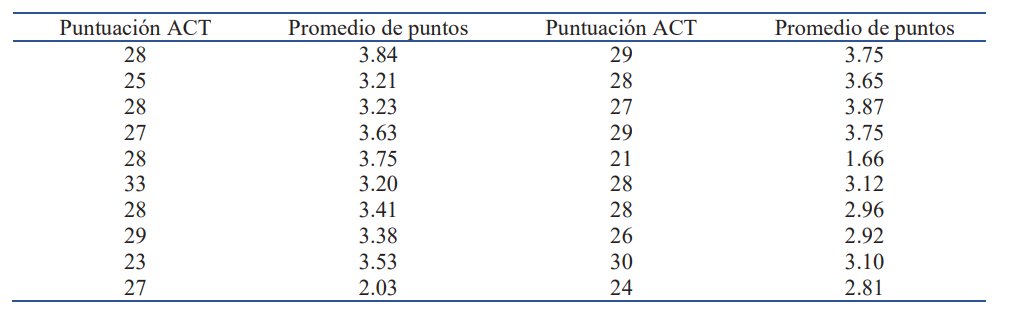 Puntuación ACT Promedio de puntos Puntuación ACT Promedio de puntos
28 3.84 29 3.75
25 3.21 28 3.65
28 3.23 27 3.87
27 3.63 29 3.75
28 3.75 21 1.66
33 3.20 28 3.12
28 3.41 28 2.96
29 3.38 26 2.92
23 3.53 30 3.10
27 2.03 24 2.81